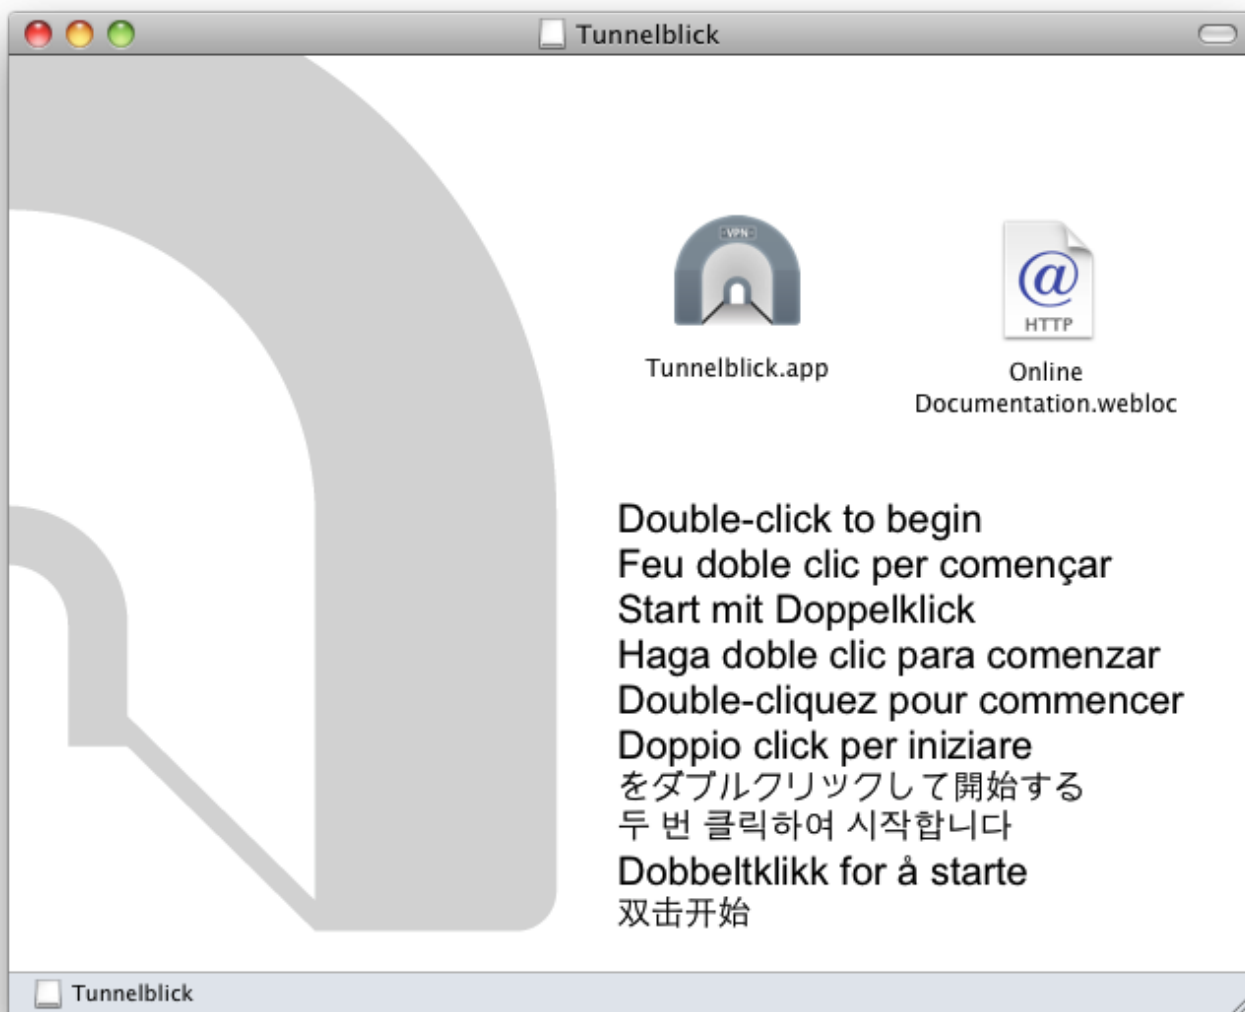 Tunnelblick
VPN
Tunnelblick.app
@
HTTP
Online
Documentation.webloc
Double-click to begin
Feu doble clic per començar
Start mit Doppelklick
Haga doble clic para comenzar
Double-cliquez pour commencer
Doppio click per iniziare
をダブルクリックして開始する
두 번 클릭하여 시작합니다
Dobbeltklikk for å starte
双击开始
Tunnelblick